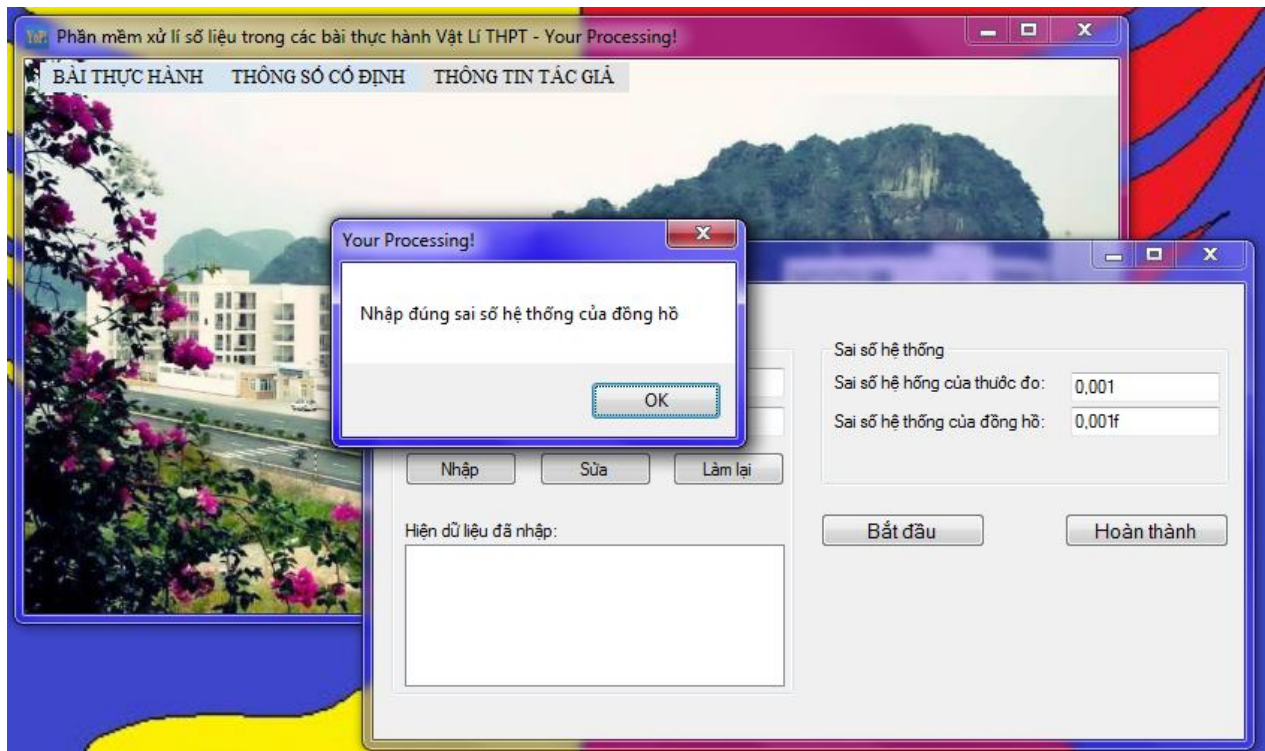 Phần mềm xử lí số liệu trong các bài thực hành Vật Lí THPT - Your Processing!
BÀI THỰC HÀNH THÔNG SỐ CỐ ĐỊNH THÔNG TIN TÁC GIẢ
Your Processing!
Nhập đúng sai số hệ thống của đồng hồ
OK
Sai số hệ thống
Sai số hệ hống của thước đo: 0,001
Sai số hệ thống của đồng hồ: 0,001f
Nhập Sửa Làm lại
Hiện dữ liệu đã nhập:
Bắt đầu Hoàn thành